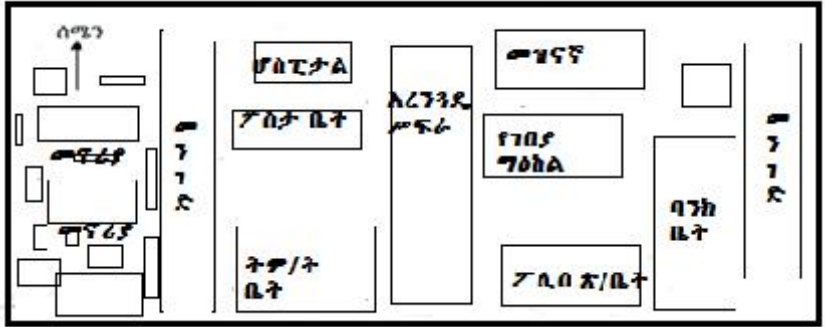 ሰሜን
ሆስፒታል
መዝናኛ
አረንጓዴ
ሥፍራ
ፖስታ ቤት
የገበያ
ማዕከል
መንገድ
መንገድ
መኖሪያ
መኖሪያ
ባንክ
ቤት
ትም/ት
ቤት
ፖሊስ ጽ/ቤት